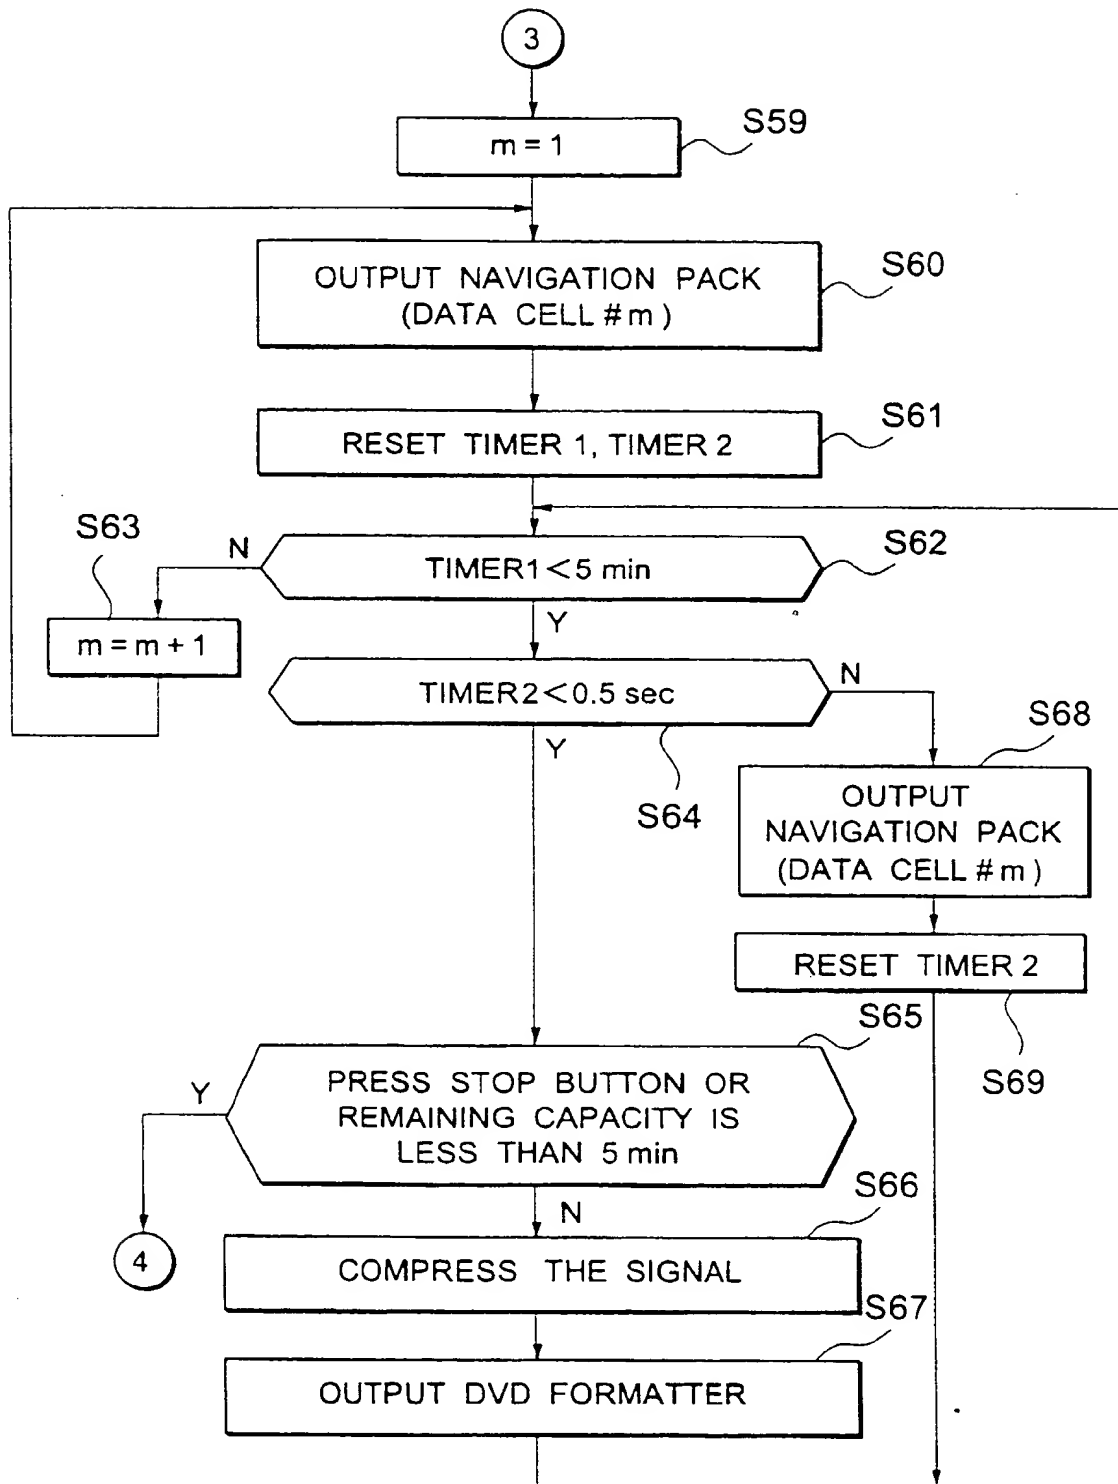 3
S59
m = 1
S60
OUTPUT NAVIGATION PACK
(DATA CELL # m )
S61
RESET TIMER 1, TIMER 2
S63
N
S62
TIMER1<5 min
Y
m = m + 1
N
TIMER2<0.5 sec
Y
S68
S64
OUTPUT
NAVIGATION PACK
(DATA CELL # m )
RESET TIMER 2
S65
S69
Y
PRESS STOP BUTTON OR
REMAINING CAPACITY IS
LESS THAN 5 min
S66
N
4
COMPRESS THE SIGNAL
S67
OUTPUT DVD FORMATTER